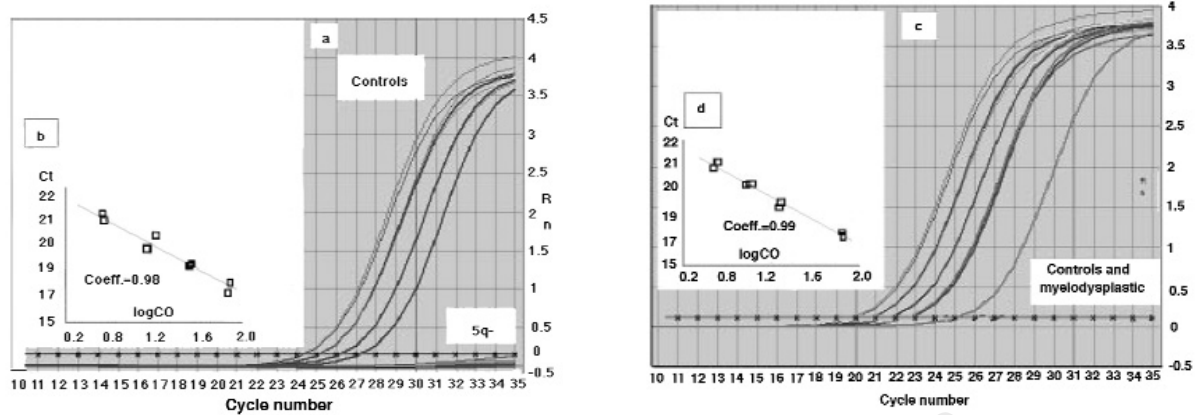 a
Controls
b
Ct
22
21
20
19
17
15
Coeff.–0.98
logCO
0.2 0.8 1.2 1.6 2.0
5q-
4.5
4
3.5
3
2.5
R
n
2
1.5
1
0.5
0
-0.5
10 11 12 13 14 15 16 17 18 19 20 21 22 23 24 25 26 27 28 29 30 31 32 33 34 35
Cycle number
c
d
Ct
22
21
20
19
17
15
Coeff.=0.99
logCO
0.2 0.8 1.2 1.6 2.0
Controls and
myelodysplastic
4
3.5
3
2.5
2
1.5
1
0.5
0
-0.5
10 11 12 13 14 15 16 17 18 19 20 21 22 23 24 25 26 27 28 29 30 31 32 33 34 35
Cycle number